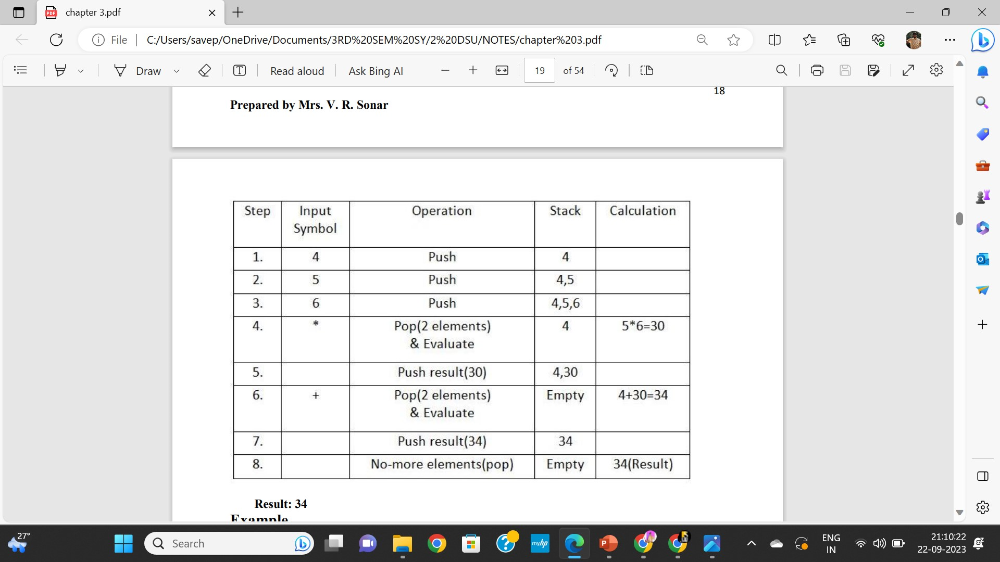 chapter 3.pdf
File C:/Users/savep/OneDrive/Documents/3RD%20SEM%20SY/2%20DSU/NOTES/chapter%203.pdf
Draw Read aloud Ask Bing AI 19 of 54
18
Prepared by Mrs. V. R. Sonar
Step Input Symbol Operation Stack Calculation
1. 4 Push 4
2. 5 Push 4,5
3. 6 Push 4,5,6
4. * Pop(2 elements) & Evaluate 4 5*6=30
5. Push result(30) 4,30
6. + Pop(2 elements) & Evaluate Empty 4+30=34
7. Push result(34) 34
8. No-more elements(pop) Empty 34(Result)
Result: 34
Example
27°
Search
myhp
ENG
IN
21:10:22
22-09-2023